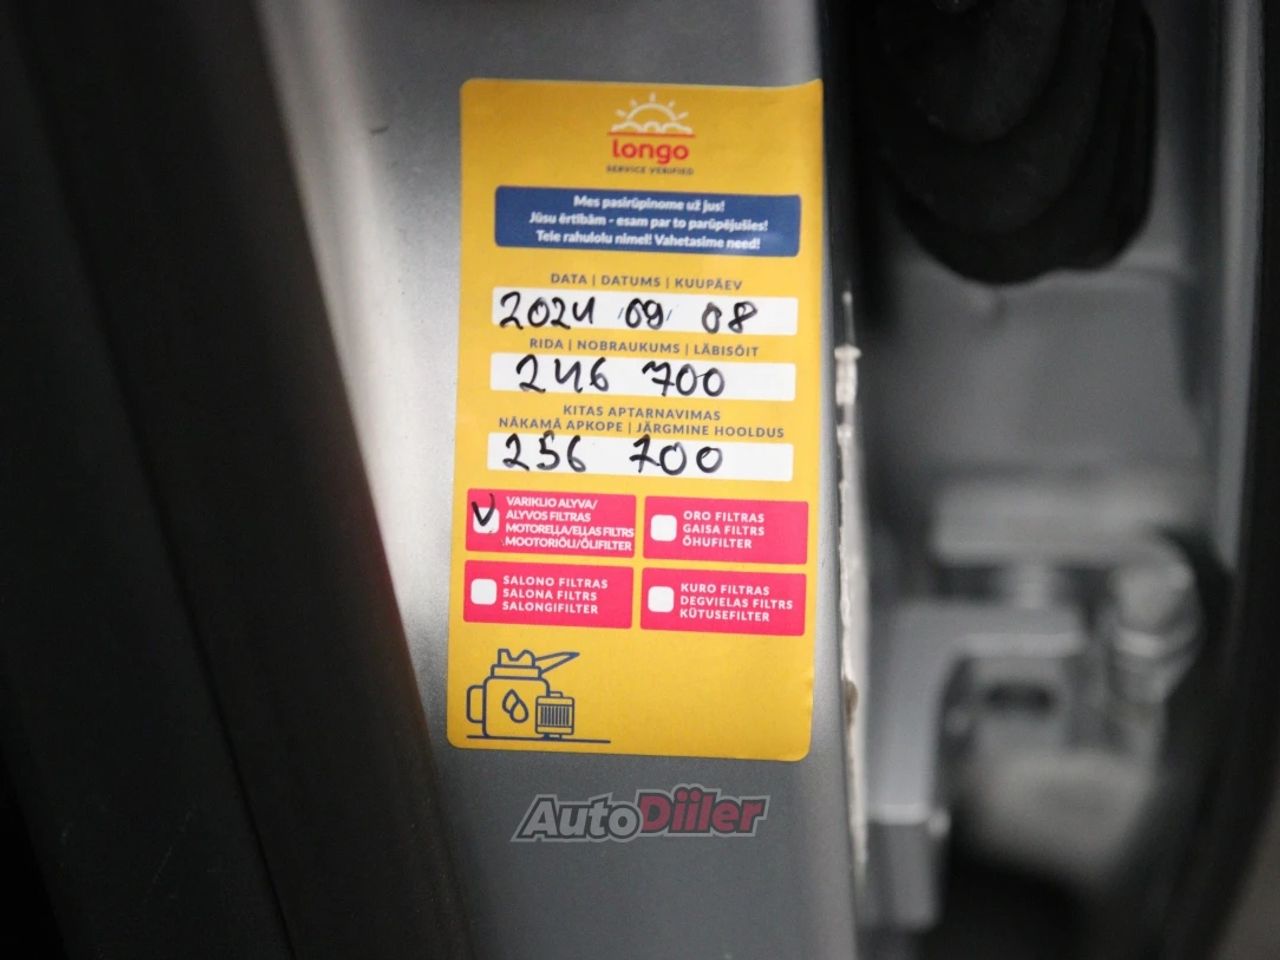 longo
SERVICE VERIFIED
Mes pasirūpinome už jus!
Jūsu ērtībām - esam par to parūpējušies!
Teie rahulolu nimel! Vahetasime need!
DATA | DATUMS | KUUPÄEV
2024 09 08
RIDA | NOBRAUKUMS | LÄBISÕIT
246 700
KITAS APTARNAVIMAS
NĀKAMĀ APKOPE | JÄRGMINE HOOLDUS
256 700
V VARIKLIO ALYVA/
ALYVOS FILTRAS
MOTOREĻĻA/EĻĻAS FILTRS
MOOTORIÕLI/ÕLIFILTER
ORO FILTRAS
GAISA FILTRS
ÕHUFILTER
SALONO FILTRAS
SALONA FILTRS
SALONGIFILTER
KURO FILTRAS
DEGVIELAS FILTRS
KÜTUSEFILTER
AutoDiiler